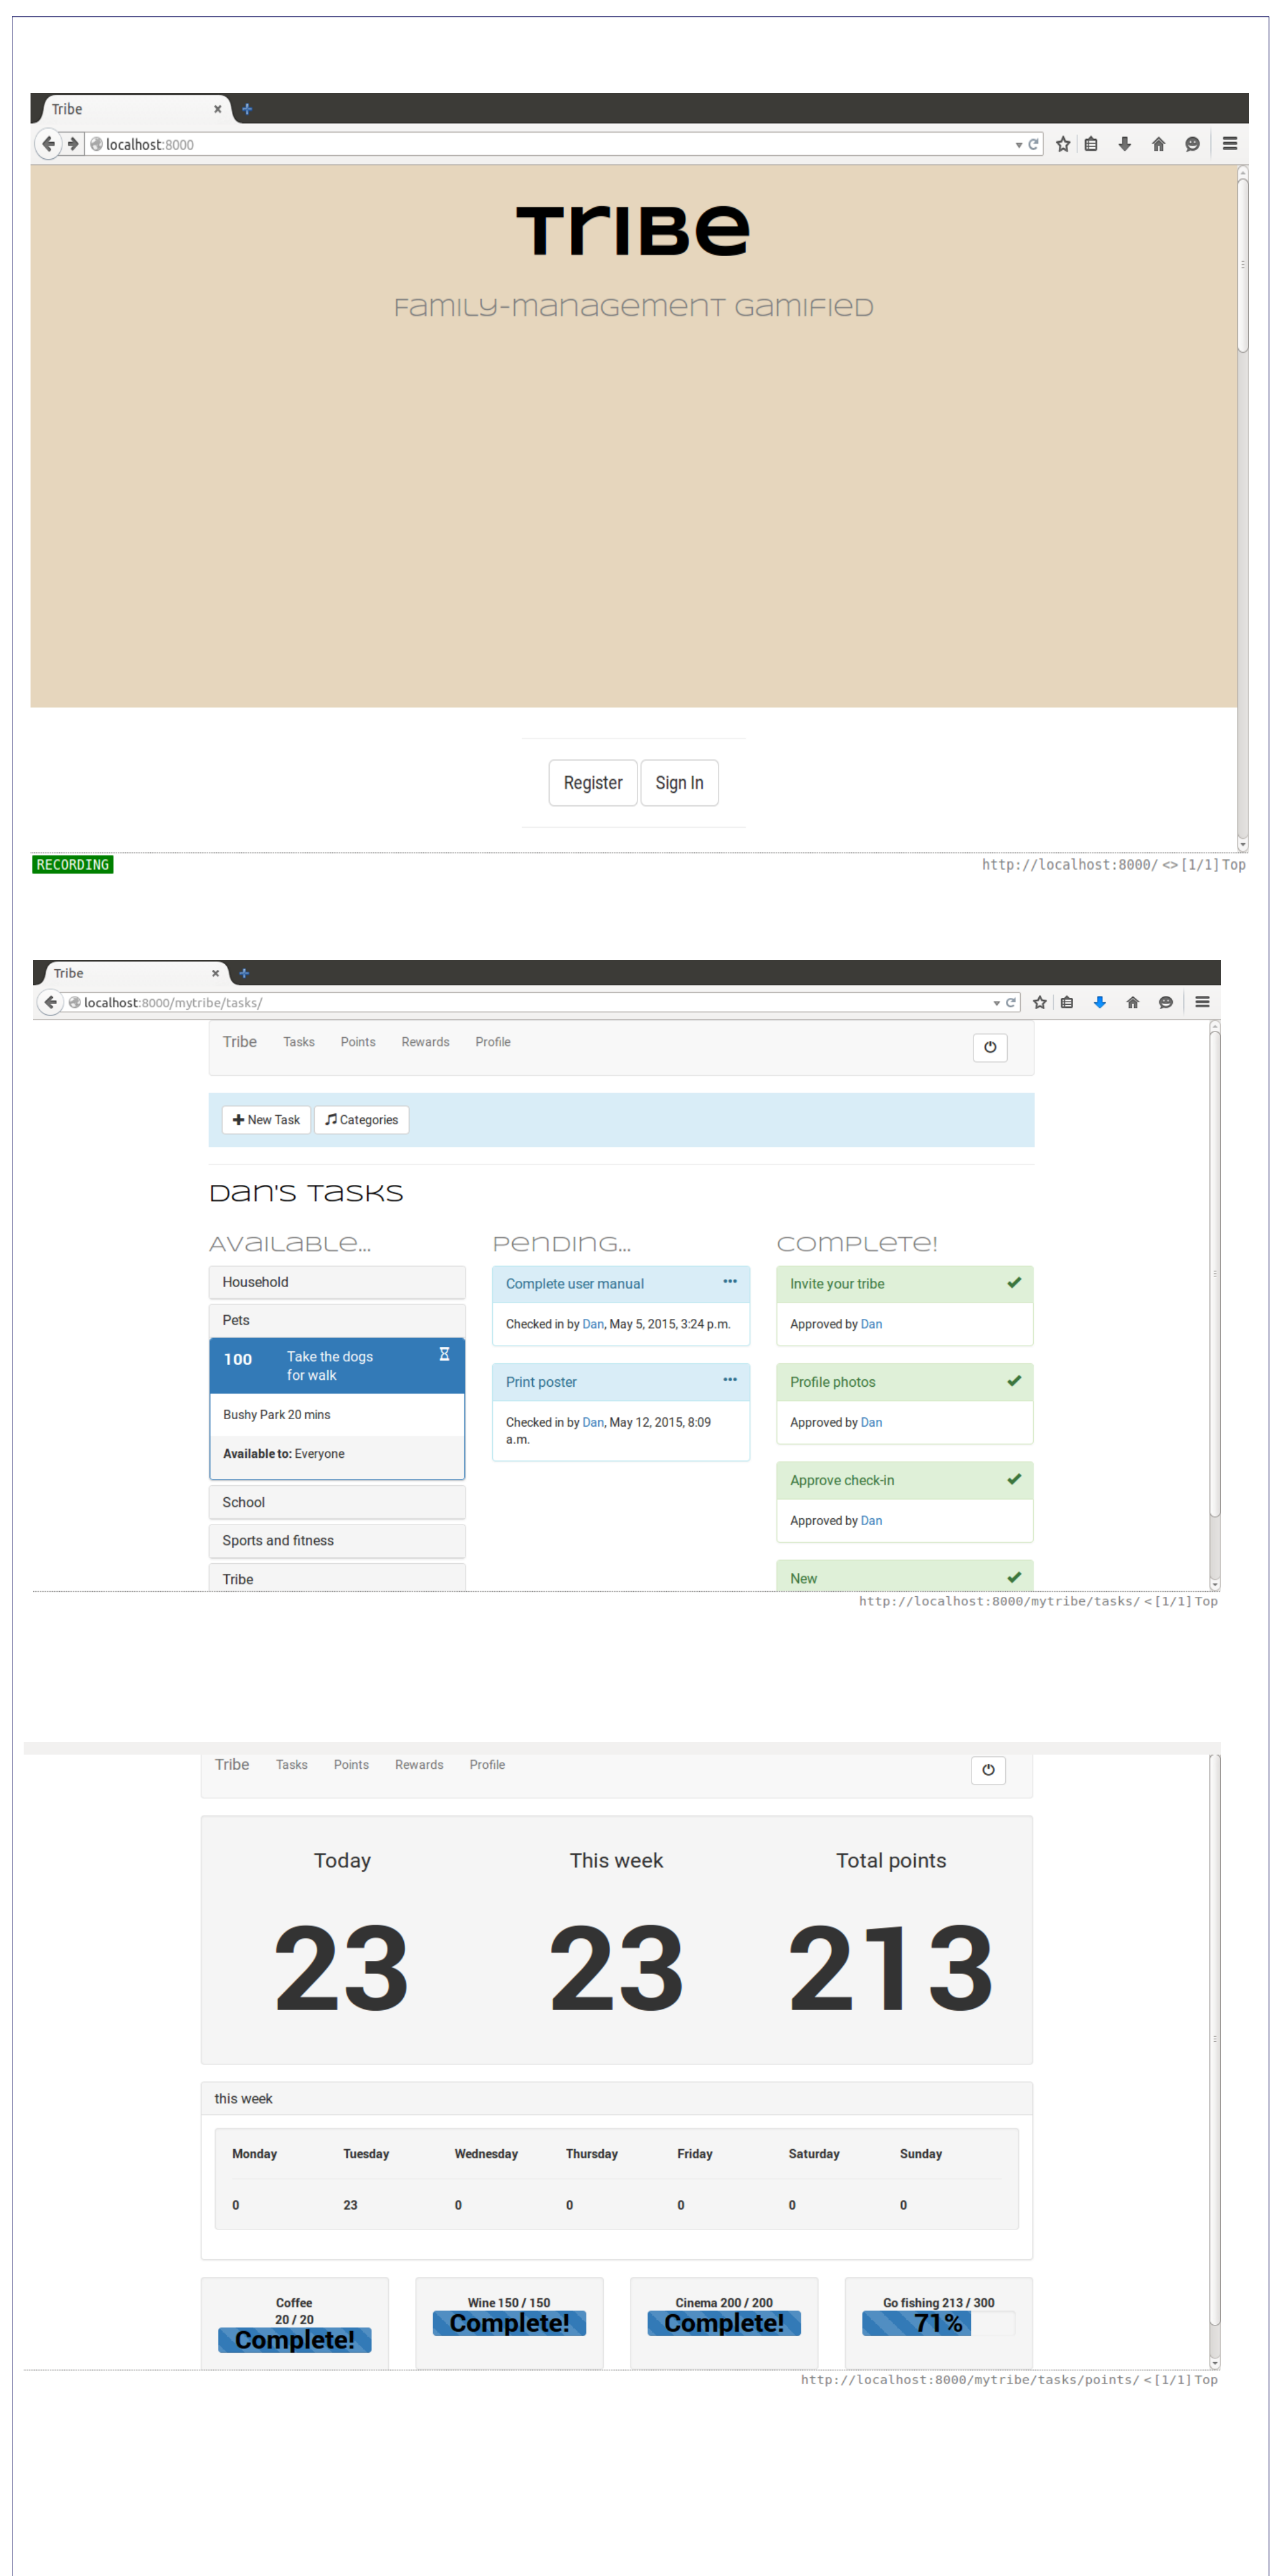 Tribe
localhost:8000
Tribe
Family-management Gamified
Register Sign In
RECORDING http://localhost:8000/ <>[1/1]Top
Tribe
localhost:8000/mytribe/tasks/
Tribe Tasks Points Rewards Profile
New Task Categories
Dan's Tasks
Available...
Household
Pets
100 Take the dogs
for walk
Bushy Park 20 mins
Available to: Everyone
School
Sports and fitness
Tribe
Pending...
Complete user manual
Checked in by Dan, May 5, 2015, 3:24 p.m.
Print poster
Checked in by Dan, May 12, 2015, 8:09
a.m.
Complete!
Invite your tribe
Approved by Dan
Profile photos
Approved by Dan
Approve check-in
Approved by Dan
New
http://localhost:8000/mytribe/tasks/ <[1/1]Top
Tribe Tasks Points Rewards Profile
Today This week Total points
23 23 213
this week
Monday Tuesday Wednesday Thursday Friday Saturday Sunday
0 23 0 0 0 0 0
Coffee
20 / 20
Complete!
Wine 150 / 150
Complete!
Cinema 200 / 200
Complete!
Go fishing 213 / 300
71%
http://localhost:8000/mytribe/tasks/points/ <[1/1]Top